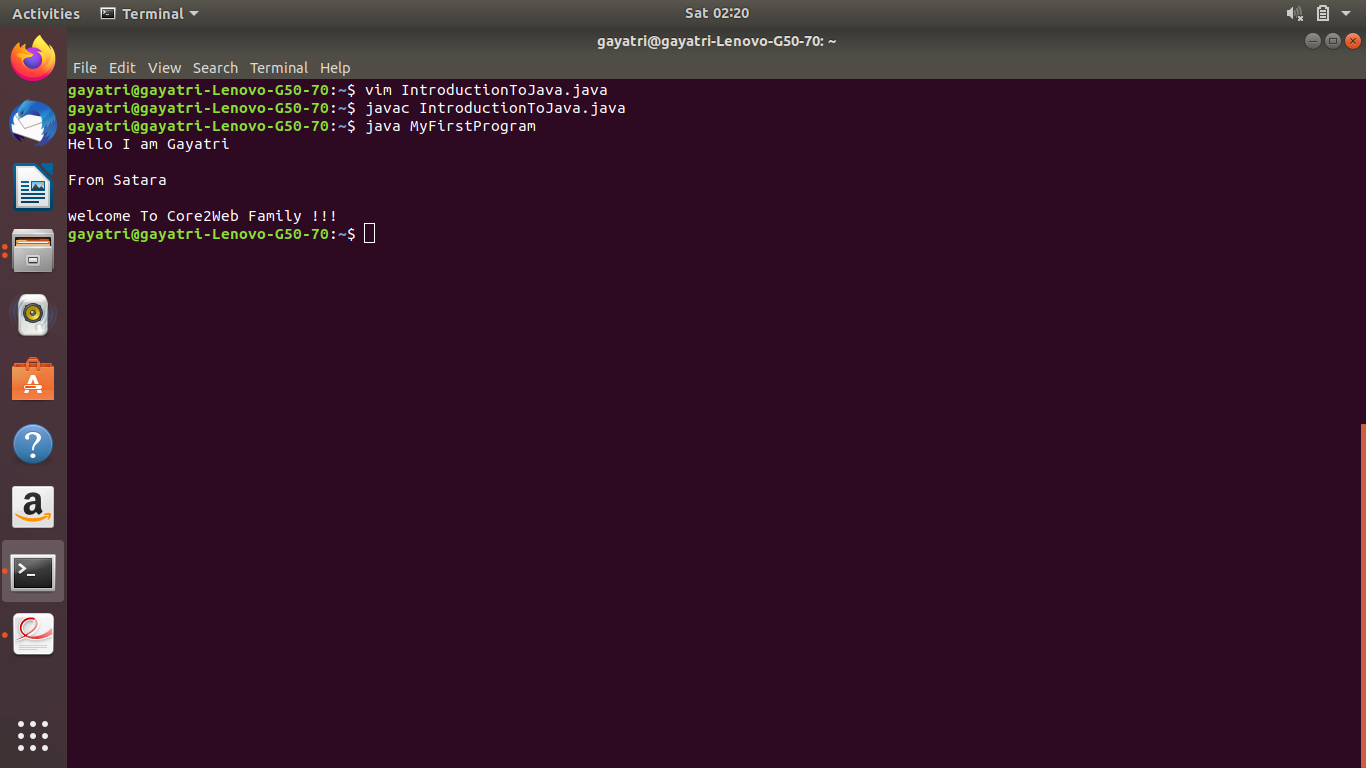 Activities Terminal Sat 02:20
gayatri@gayatri-Lenovo-G50-70: ~
File Edit View Search Terminal Help
gayatri@gayatri-Lenovo-G50-70:~$ vim IntroductionToJava.java
gayatri@gayatri-Lenovo-G50-70:~$ javac IntroductionToJava.java
gayatri@gayatri-Lenovo-G50-70:~$ java MyFirstProgram
Hello I am Gayatri
From Satara
welcome To Core2Web Family !!!
gayatri@gayatri-Lenovo-G50-70:~$